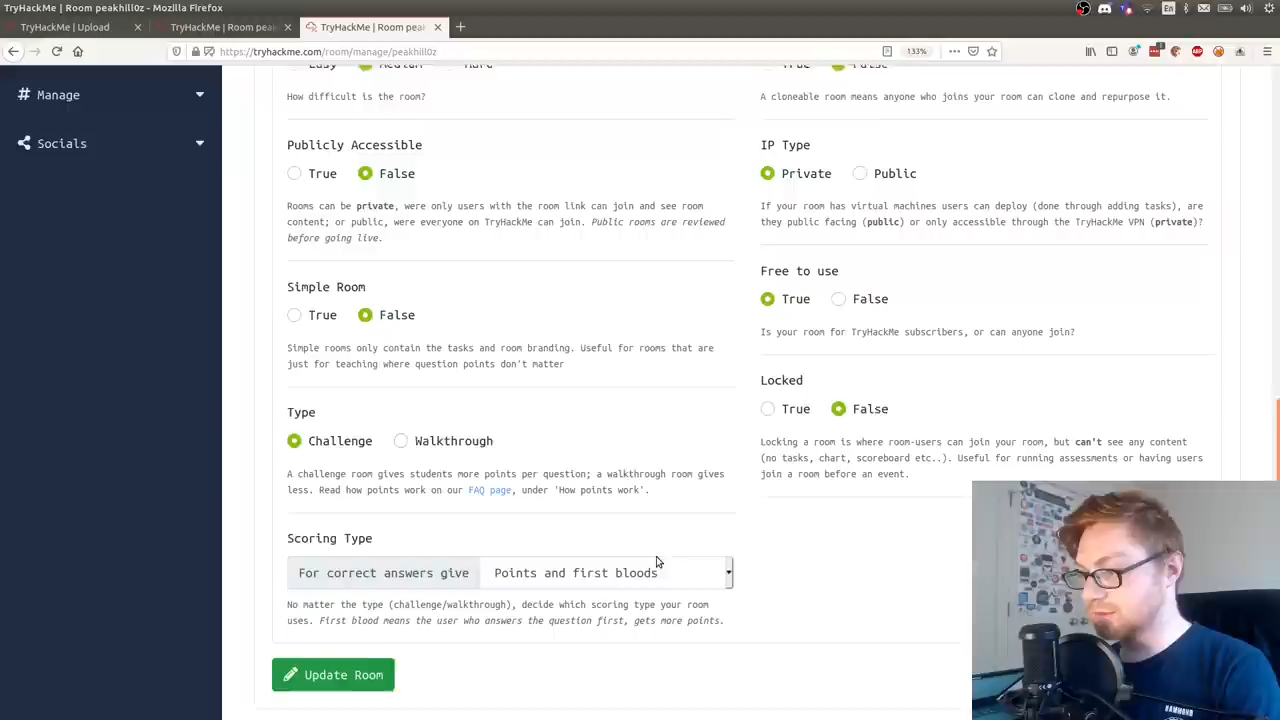 TryHackMe | Room peakhill0z - Mozilla Firefox
En
TryHackMe | Upload
TryHackMe | Room peak
TryHackMe | Room peak
https://tryhackme.com/room/manage/peakhill0z
133%
Manage
Socials
Easy Medium Hard
How difficult is the room?
True False
A cloneable room means anyone who joins your room can clone and repurpose it.
Publicly Accessible
True False
Rooms can be private, were only users with the room link can join and see room
content; or public, were everyone on TryHackMe can join. Public rooms are reviewed
before going live.
IP Type
Private Public
If your room has virtual machines users can deploy (done through adding tasks), are
they public facing (public) or only accessible through the TryHackMe VPN (private)?
Simple Room
True False
Simple rooms only contain the tasks and room branding. Useful for rooms that are
just for teaching where question points don't matter
Free to use
True False
Is your room for TryHackMe subscribers, or can anyone join?
Type
Challenge Walkthrough
A challenge room gives students more points per question; a walkthrough room gives
less. Read how points work on our FAQ page, under 'How points work'.
Locked
True False
Locking a room is where room-users can join your room, but can't see any content
(no tasks, chart, scoreboard etc..). Useful for running assessments or having users
join a room before an event.
Scoring Type
For correct answers give Points and first bloods
No matter the type (challenge/walkthrough), decide which scoring type your room
uses. First blood means the user who answers the question first, gets more points.
Update Room
HAMMOND